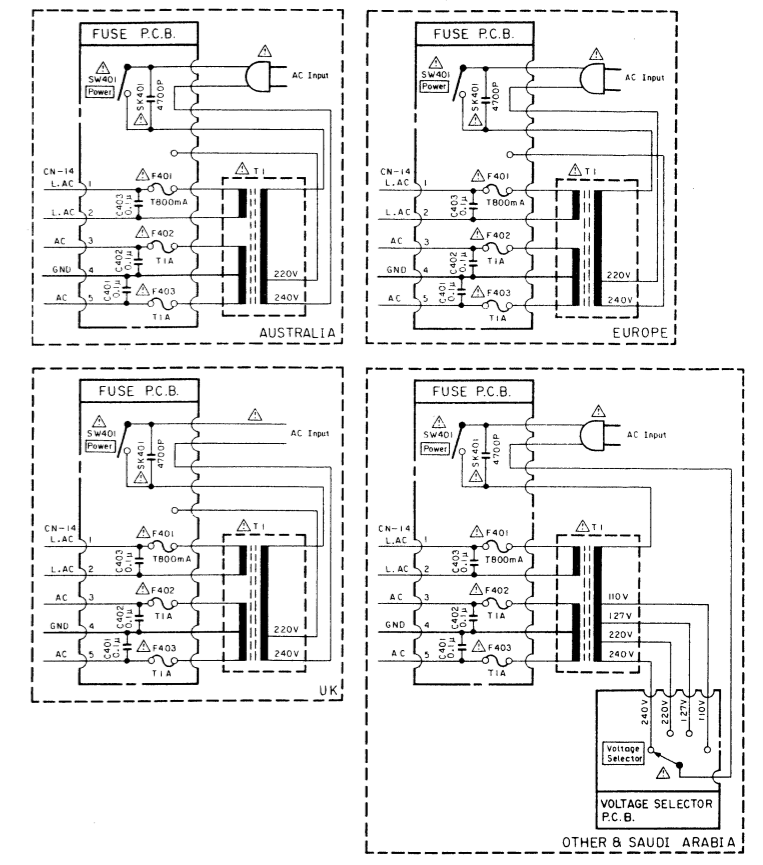 FUSE P.C.B.
SW401
Power
SK401
4700P
AC Input
CN-14
L.AC 1
F401
T800mA
C403
0.1µ
L.AC 2
AC 3
F402
C402
0.1µ
T1A
GND 4
C401
0.1µ
F403
AC 5
T1A
T1
220V
240V
AUSTRALIA
FUSE P.C.B.
SW401
Power
SK401
4700P
AC Input
CN-14
L.AC 1
F401
T800mA
C403
0.1µ
L.AC 2
AC 3
F402
C402
0.1µ
T1A
GND 4
C401
0.1µ
F403
AC 5
T1A
T1
220V
240V
EUROPE
FUSE P.C.B.
SW401
Power
SK401
4700P
AC Input
CN-14
L.AC 1
F401
T800mA
C403
0.1µ
L.AC 2
AC 3
F402
C402
0.1µ
T1A
GND 4
C401
0.1µ
F403
AC 5
T1A
T1
220V
240V
UK
FUSE P.C.B.
SW401
Power
SK401
4700P
AC Input
CN-14
L.AC 1
F401
T800mA
C403
0.1µ
L.AC 2
AC 3
F402
C402
0.1µ
T1A
GND 4
C401
0.1µ
F403
AC 5
T1A
T1
110V
127V
220V
240V
240V
220V
127V
110V
Voltage
Selector
VOLTAGE SELECTOR
P.C.B.
OTHER & SAUDI ARABIA